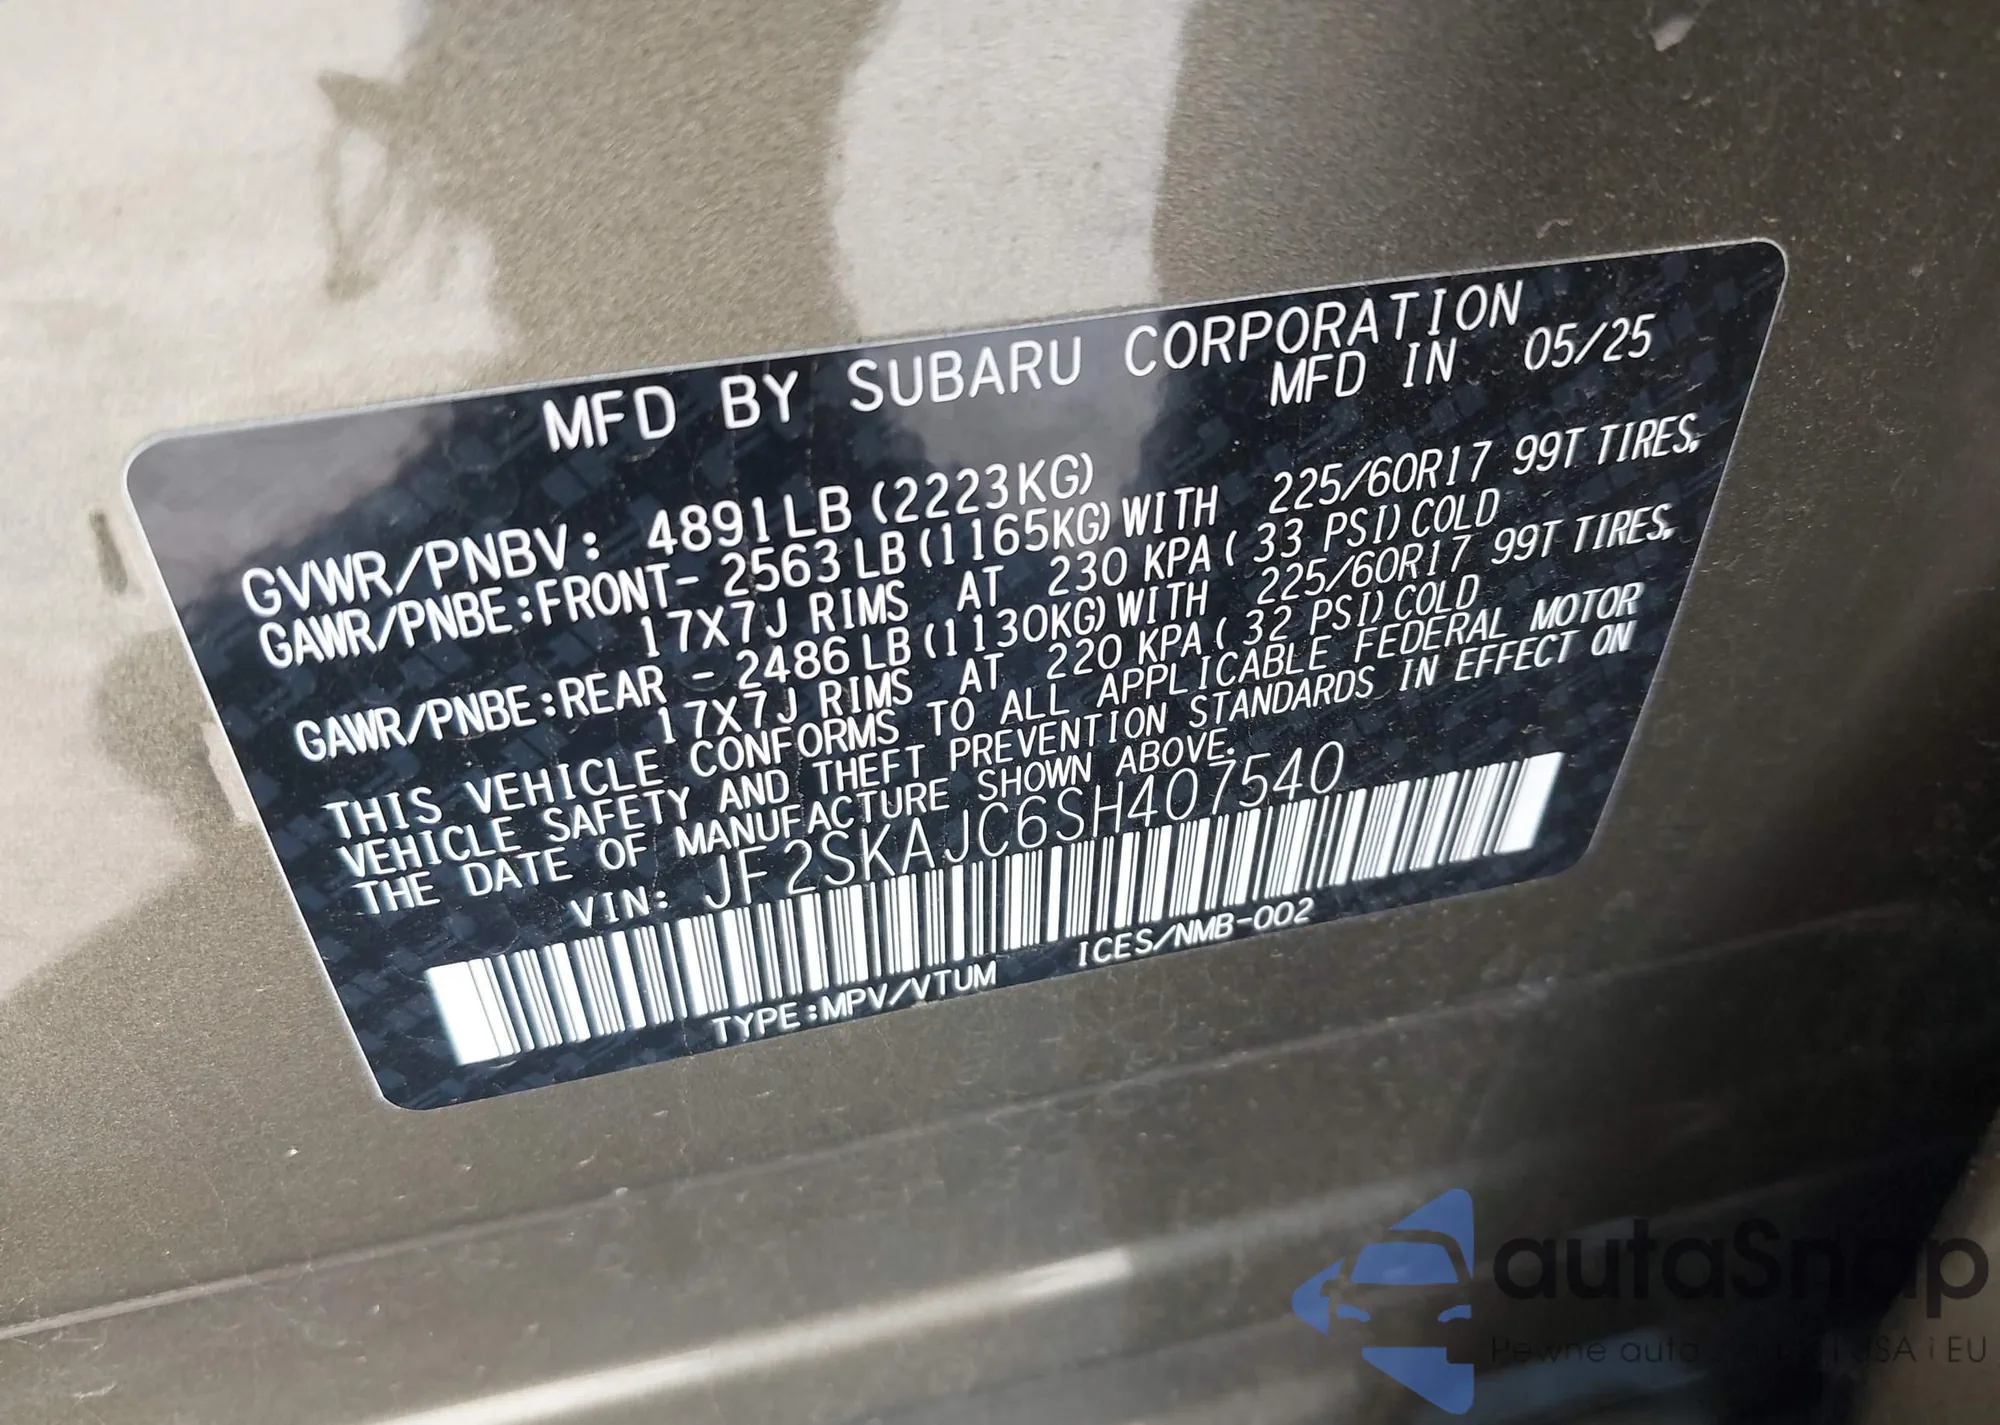 MFD BY SUBARU CORPORATION
MFD IN 05/25
GVWR/PNBV: 4891LB (2223KG)
GAWR/PNBE:FRONT- 2563LB(1165KG)WITH 225/60R17 99T TIRES,
17X7J RIMS AT 230 KPA( 33 PSI)COLD
GAWR/PNBE:REAR - 2486LB(1130KG)WITH 225/60R17 99T TIRES,
17X7J RIMS AT 220 KPA( 32 PSI)COLD
THIS VEHICLE CONFORMS TO ALL APPLICABLE FEDERAL MOTOR
VEHICLE SAFETY AND THEFT PREVENTION STANDARDS IN EFFECT ON
THE DATE OF MANUFACTURE SHOWN ABOVE.
VIN: JF2SKAJC6SH407540
TYPE:MPV/VTUM ICES/NMB-002
autaSnap
Pewne auta USA i EU